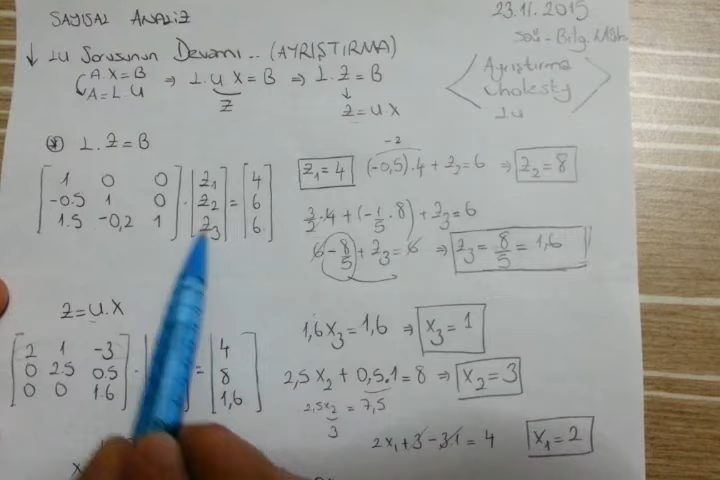 SAYISAL ANALİZ
23.11.2015
LU Sorusunun Devamı.. (AYRIŞTIRMA)
A.X=B ⇒ L.U X=B ⇒ L.Z=B
A=L.U
Z
↓
Z=U.X
Ayrıştırma
Cholesky
LU
L.Z=B
[1 0 0] [Z1] [4]
[-0.5 1 0] . [Z2] = [6]
[1.5 -0,2 1] [Z3] [6]
Z1=4
-2
(-0,5).4 + Z2=6 ⇒ Z2=8
3/2.4+(-1/5.8)+Z3=6
6-8/5+Z3=6 ⇒ Z3=8/5=1,6
Z=U.X
[2 1 -3] [4]
[0 2.5 0.5] . = [8]
[0 0 1.6] [1,6]
1,6X3=1,6 ⇒ X3=1
2,5X2+0,5.1=8 ⇒ X2=3
2,5X2=7,5
3
2X1+3-3.1=4 X1=2